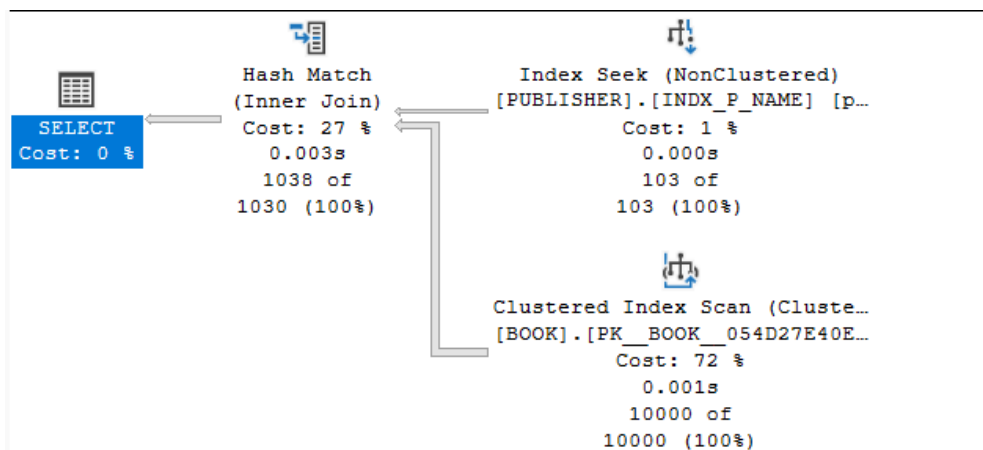 SELECT
Cost: 0 %
Hash Match
(Inner Join)
Cost: 27 %
0.003s
1038 of
1030 (100%)
Index Seek (NonClustered)
[PUBLISHER].[INDX_P_NAME] [p…
Cost: 1 %
0.000s
103 of
103 (100%)
Clustered Index Scan (Cluste…
[BOOK].[PK__BOOK__054D27E40E…
Cost: 72 %
0.001s
10000 of
10000 (100%)